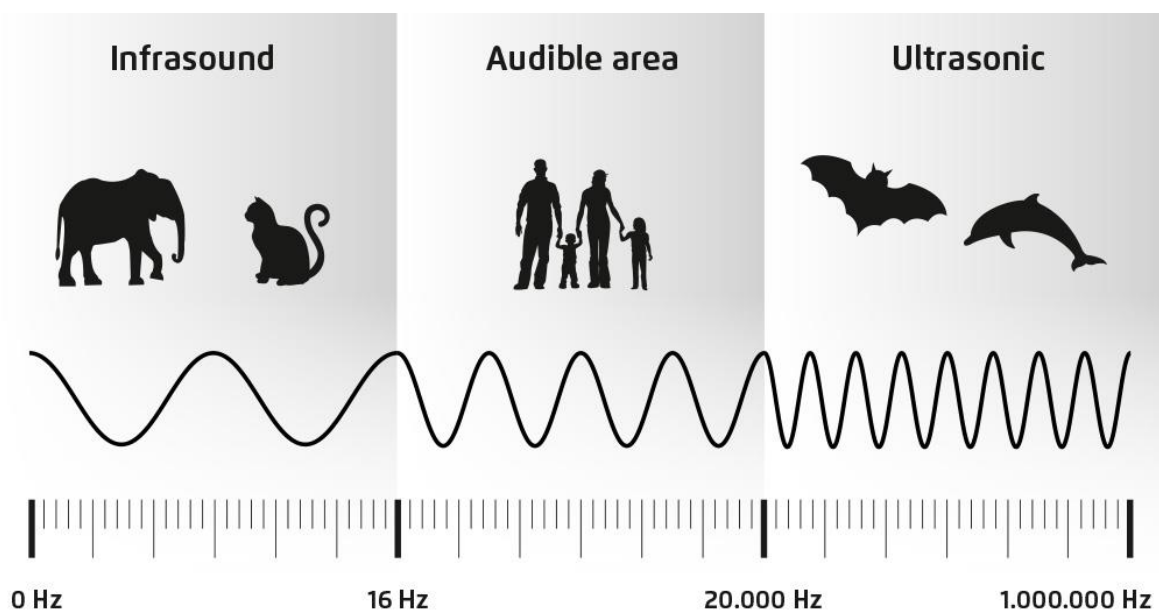 Infrasound
Audible area
Ultrasonic
0 Hz
16 Hz
20.000 Hz
1.000.000 Hz